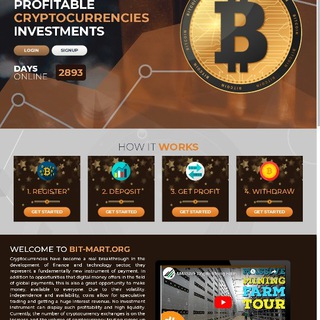 PROFITABLE
CRYPTOCURRENCIES
INVESTMENTS
LOGIN SIGNUP
DAYS
ONLINE 2893
BITCOIN
HOW IT WORKS
1. REGISTER 2. DEPOSIT 3. GET PROFIT 4. WITHDRAW
GET STARTED GET STARTED GET STARTED GET STARTED
WELCOME TO BIT-MART.ORG
Cryptocurrencies have become a real breakthrough in the
development of finance and technology sector; they
represent a fundamentally new instrument of payment. In
addition to opportunities that digital money offers in the field
of global payments, this is also a great opportunity to make
money, available to everyone. Due to their volatility,
independence and availability, coins allow for speculative
trading and getting a huge interest revenue. No investment
instrument can display such profitability and high liquidity.
Currently, the number of cryptocurrency exchanges is on the
MINING
FARM
TOUR